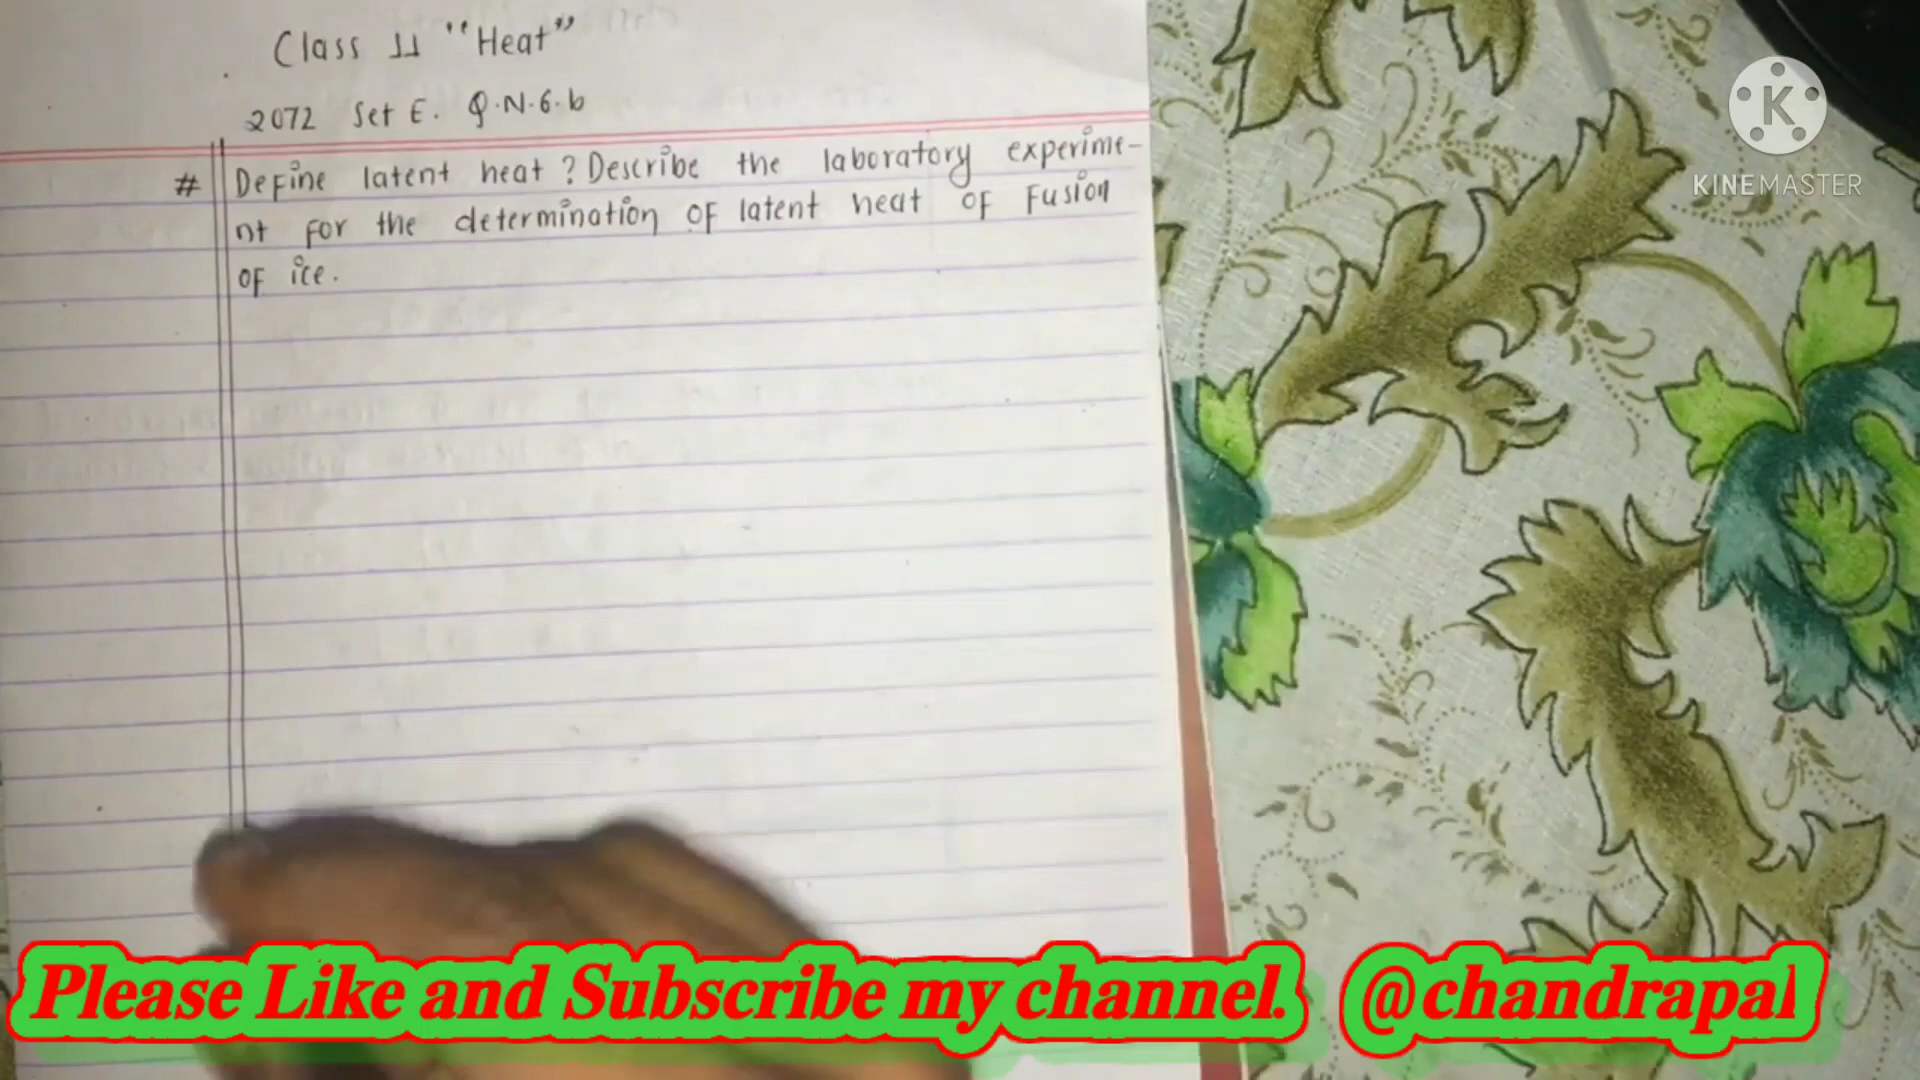 Class 11 "Heat"
2072 Set E. Q.N.6.b
# Define latent heat ? Describe the laboratory experime-
nt for the determination of latent heat of fusion
of ice.
KINEMASTER
Please Like and Subscribe my channel. @chandrapal